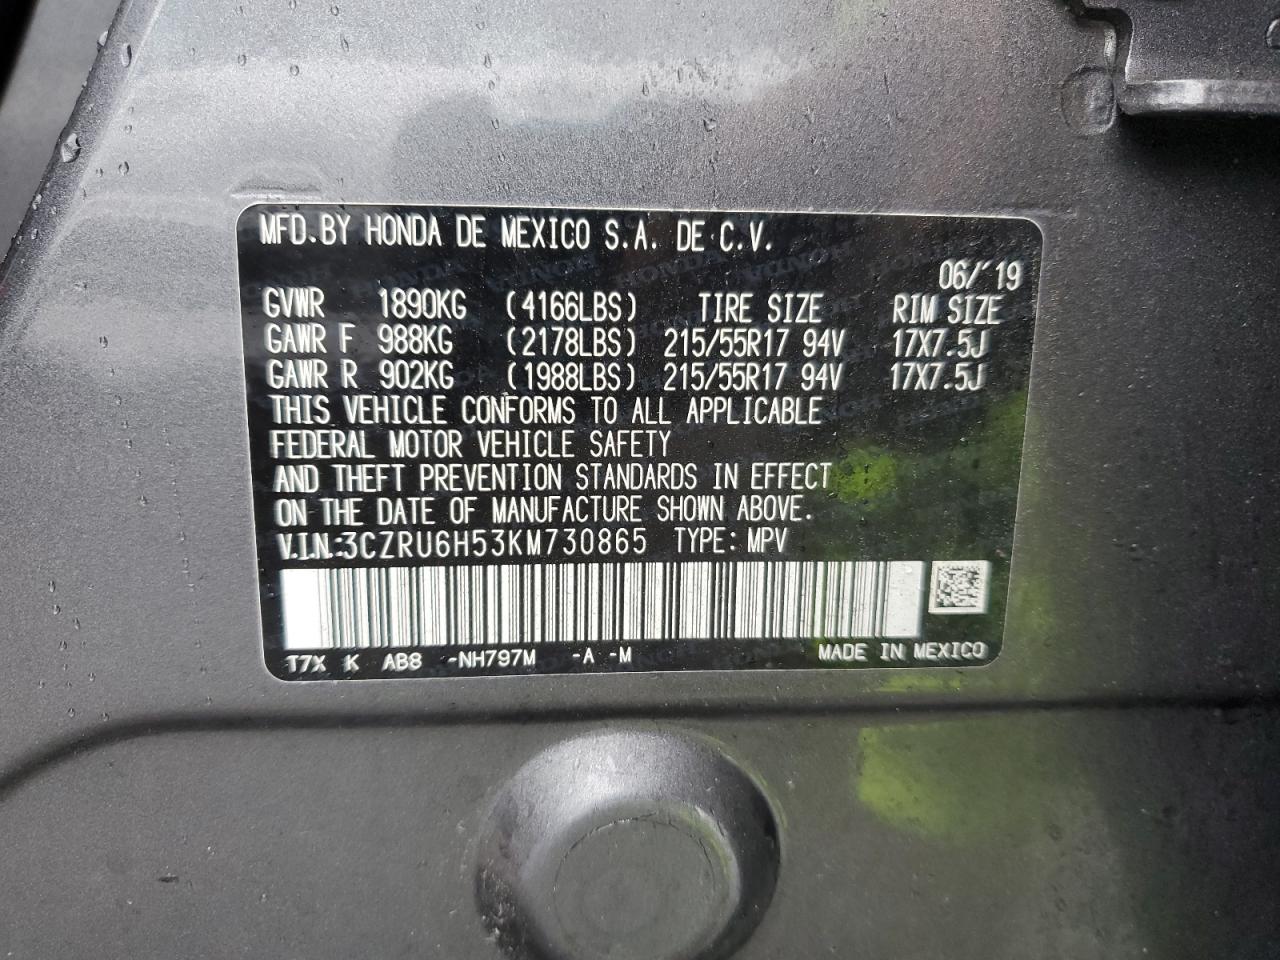 MFD.BY HONDA DE MEXICO S.A. DE C.V.
06/'19
GVWR 1890KG (4166LBS) TIRE SIZE RIM SIZE
GAWR F 988KG (2178LBS) 215/55R17 94V 17X7.5J
GAWR R 902KG (1988LBS) 215/55R17 94V 17X7.5J
THIS VEHICLE CONFORMS TO ALL APPLICABLE
FEDERAL MOTOR VEHICLE SAFETY
AND THEFT PREVENTION STANDARDS IN EFFECT
ON THE DATE OF MANUFACTURE SHOWN ABOVE.
V.I.N:3CZRU6H53KM730865 TYPE:MPV
T7X K AB8 -NH797M -A -M MADE IN MEXICO